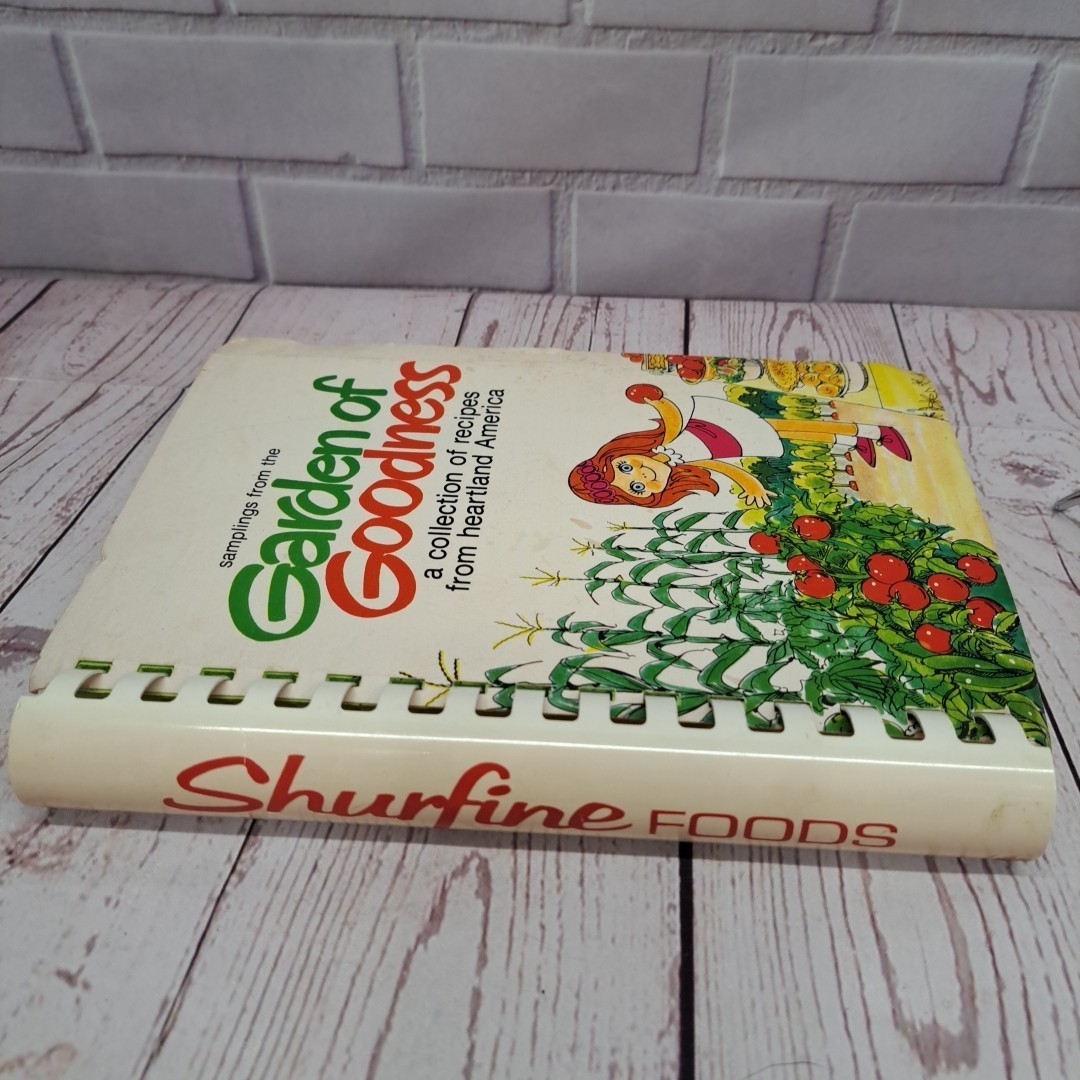 samplings from the
Garden of
Goodness
a collection of recipes
from heartland America
Shurfine FOODS